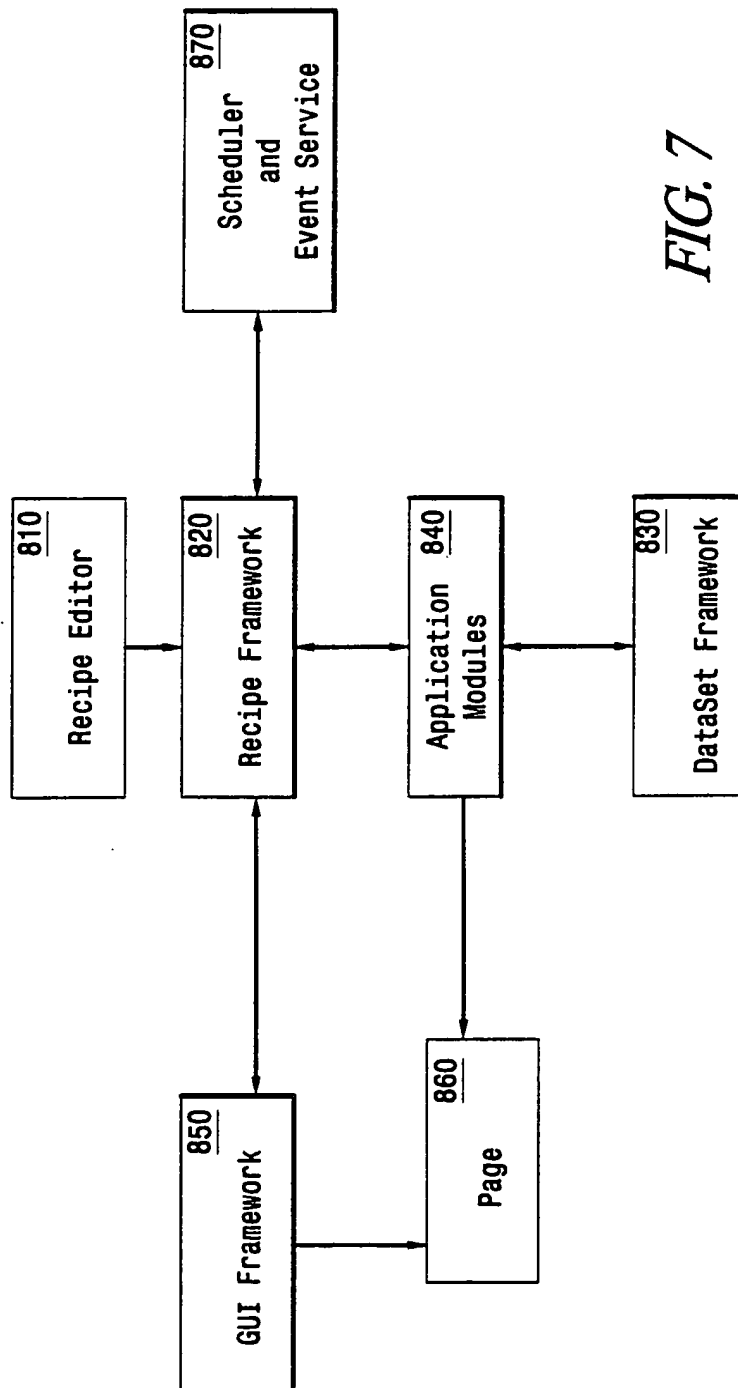 810
Recipe Editor
820
Recipe Framework
870
Scheduler
and
Event Service
850
GUI Framework
840
Application
Modules
860
Page
830
DataSet Framework
FIG. 7